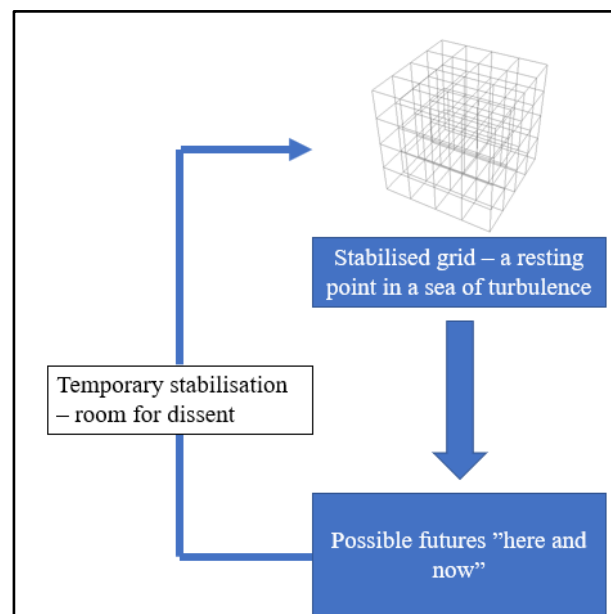 Stabilised grid – a resting
point in a sea of turbulence
Temporary stabilisation
– room for dissent
Possible futures ”here and
now”